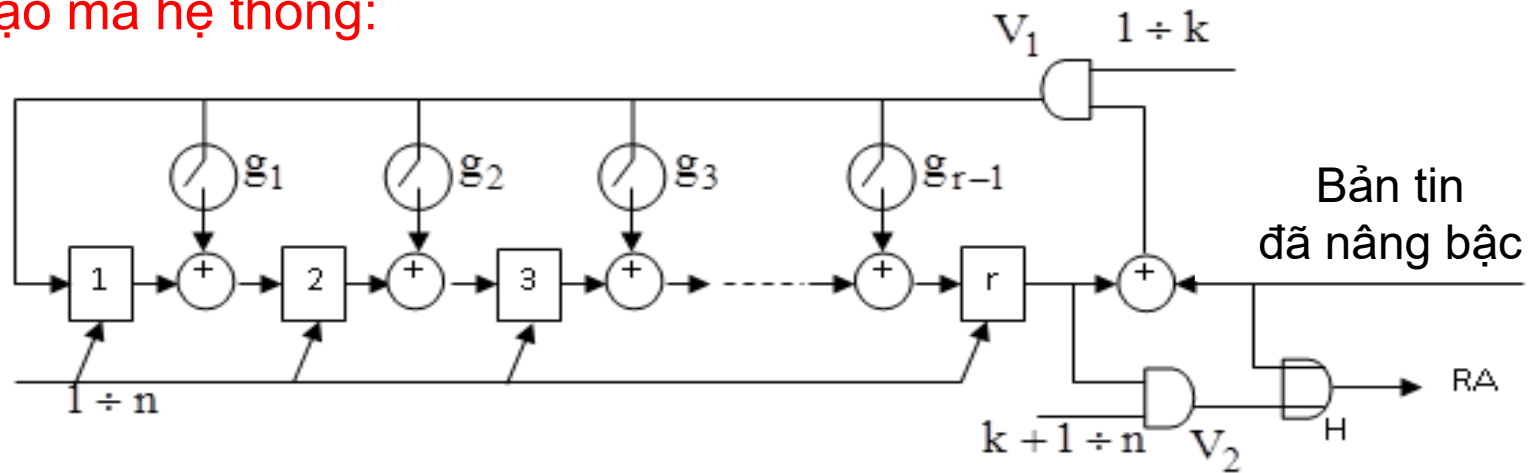 ạo mã hệ thống:
V1 1 ÷ k
g1 g2 g3 gr–1
Bản tin
đã nâng bậc
1 + 2 + 3 + + r +
1 ÷ n
k + 1 ÷ n V2 H RA